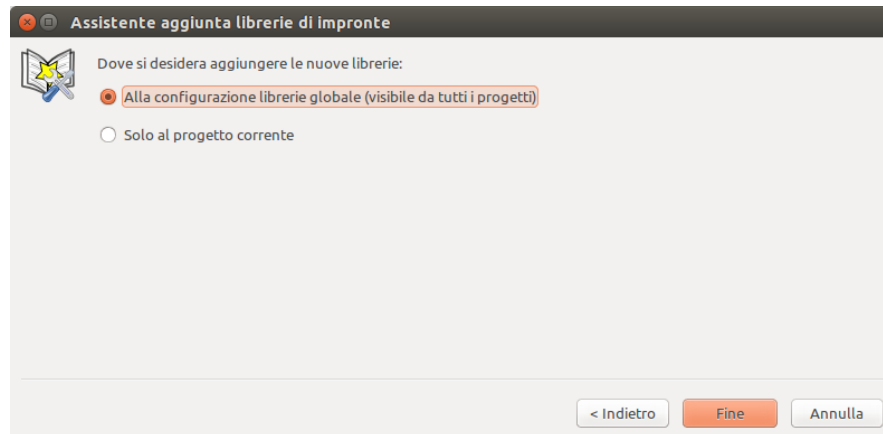 Assistente aggiunta librerie di impronte
Dove si desidera aggiungere le nuove librerie:
Alla configurazione librerie globale (visibile da tutti i progetti)
Solo al progetto corrente
< Indietro Fine Annulla